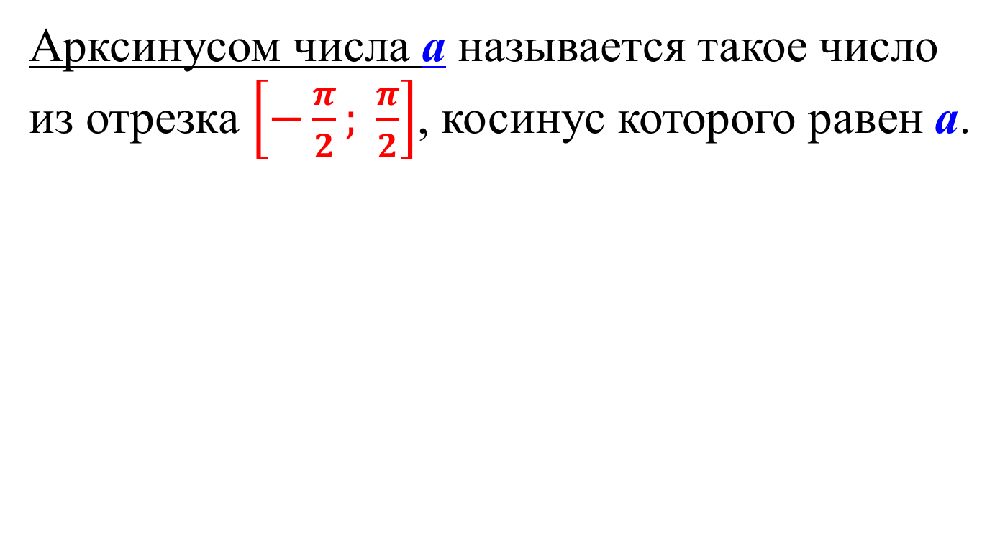 Арксинусом числа a называется такое число
из отрезка [−π/2; π/2], косинус которого равен a.